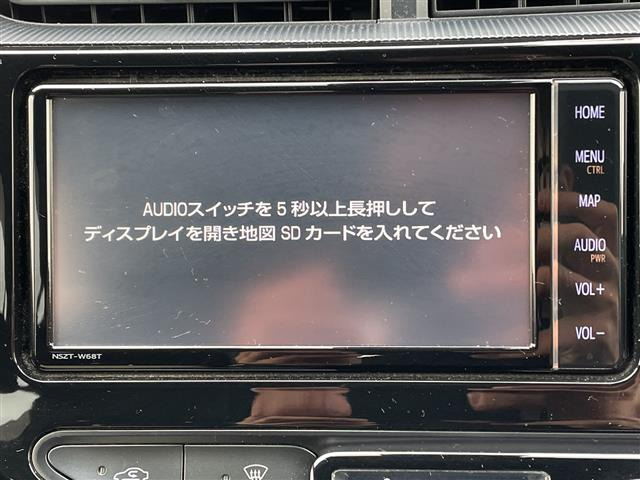 AUDIOスイッチを5秒以上長押しして
ディスプレイを開き地図SDカードを入れてください
NSZT-W68T
HOME
MENU
CTRL
MAP
AUDIO
PWR
VOL+
VOL-